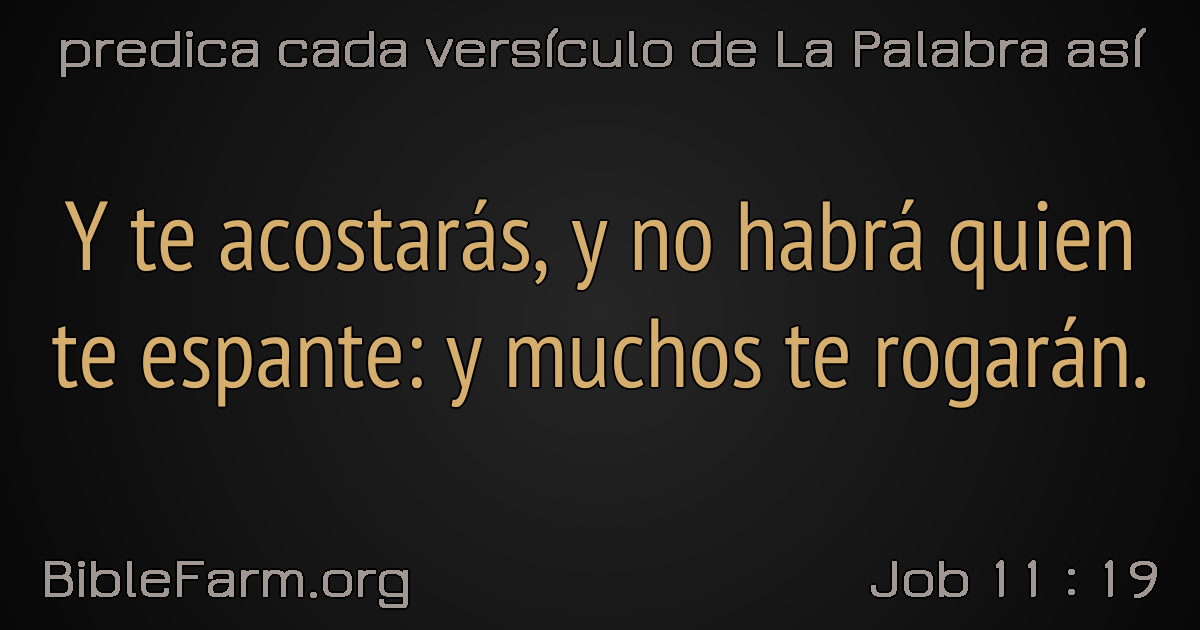 predica cada versículo de La Palabra así
Y te acostarás, y no habrá quien
te espante: y muchos te rogarán.
BibleFarm.org
Job 11 : 19